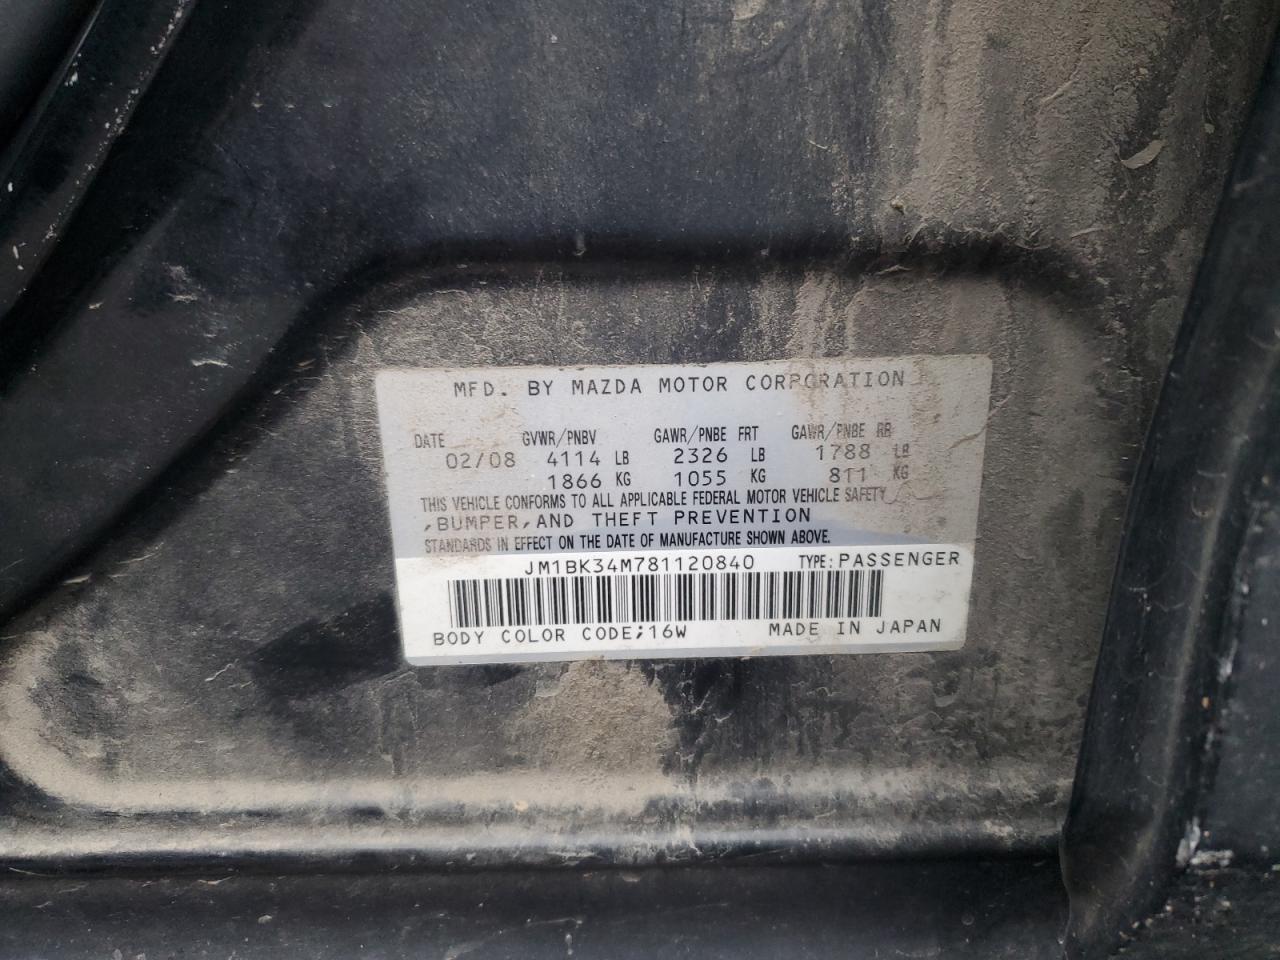 MFD. BY MAZDA MOTOR CORPORATION
DATE GVWR/PNBV GAWR/PNBE FRT GAWR/PNBE RR
02/08 4114 LB 2326 LB 1788 LB
1866 KG 1055 KG 811 KG
THIS VEHICLE CONFORMS TO ALL APPLICABLE FEDERAL MOTOR VEHICLE SAFETY
,BUMPER,AND THEFT PREVENTION
STANDARDS IN EFFECT ON THE DATE OF MANUFACTURE SHOWN ABOVE.
JM1BK34M781120840 TYPE:PASSENGER
BODY COLOR CODE;16W MADE IN JAPAN